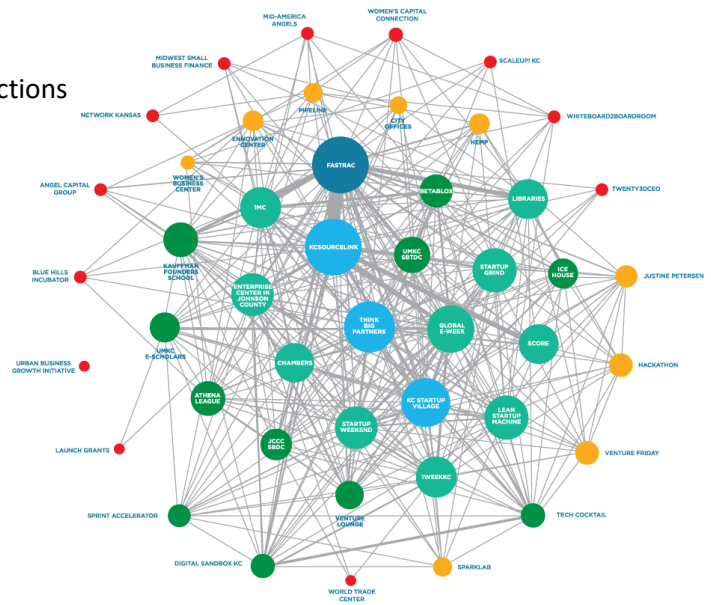 ctions
MID-AMERICA
ANGELS
WOMEN'S CAPITAL
CONNECTION
MIDWEST SMALL
BUSINESS FINANCE
SCALEUP! KC
NETWORK KANSAS
ENNOVATION
CENTER
PIPELINE
CITY
OFFICES
HEMP
WHITEBOARD2BOARDROOM
WOMEN'S
BUSINESS
CENTER
FASTRAC
ANGEL CAPITAL
GROUP
1MC
BETABLOX
LIBRARIES
TWENTY30CEO
KAUFFMAN
FOUNDERS
SCHOOL
KCSOURCELINK
UMKC
SBTDC
STARTUP
GRIND
ICE
HOUSE
BLUE HILLS
INCUBATOR
JUSTINE PETERSEN
ENTERPRISE
CENTER IN
JOHNSON
COUNTY
THINK
BIG
PARTNERS
GLOBAL
E-WEEK
SCORE
UMKC
E-SCHOLARS
URBAN BUSINESS
GROWTH INITIATIVE
CHAMBERS
HACKATHON
ATHENA
LEAGUE
KC STARTUP
VILLAGE
STARTUP
WEEKEND
LEAN
STARTUP
MACHINE
JCCC
SBDC
LAUNCH GRANTS
VENTURE FRIDAY
1WEEKKC
VENTURE
LOUNGE
SPRINT ACCELERATOR
TECH COCKTAIL
DIGITAL SANDBOX KC
SPARKLAB
WORLD TRADE
CENTER